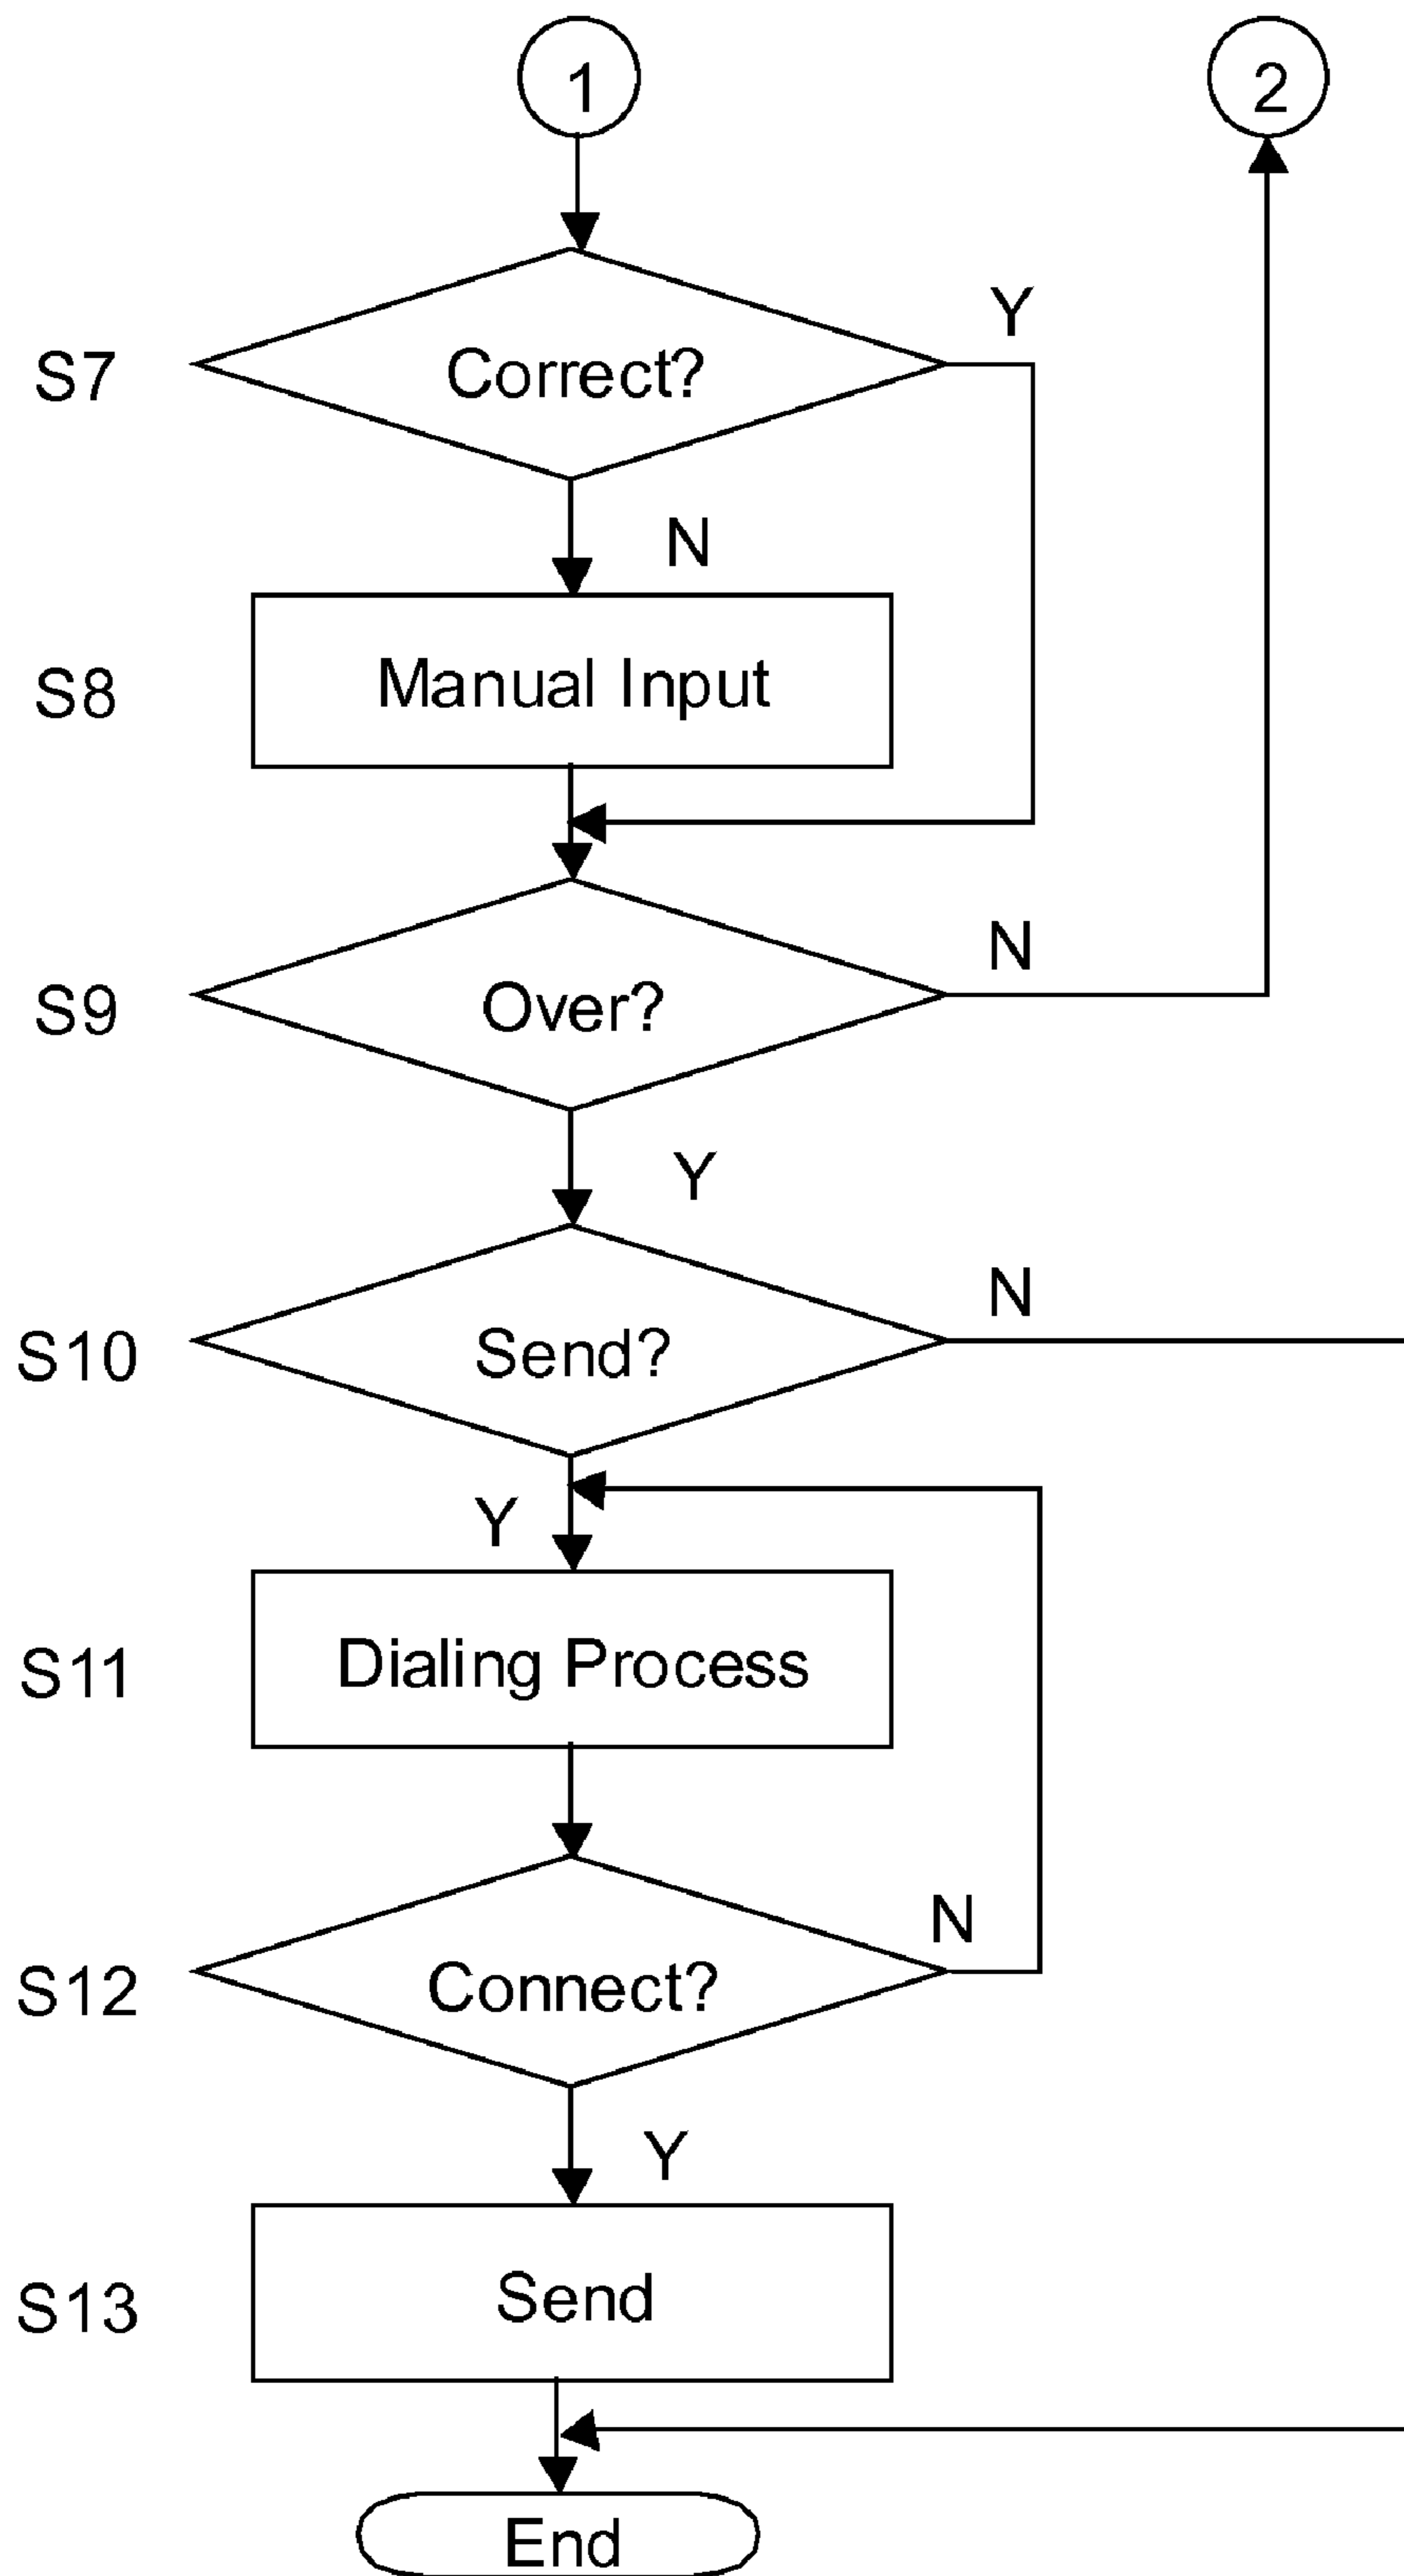 1
2
Y
S7
Correct?
N
S8
Manual Input
N
S9
Over?
Y
N
S10
Send?
Y
S11
Dialing Process
N
S12
Connect?
Y
S13
Send
End